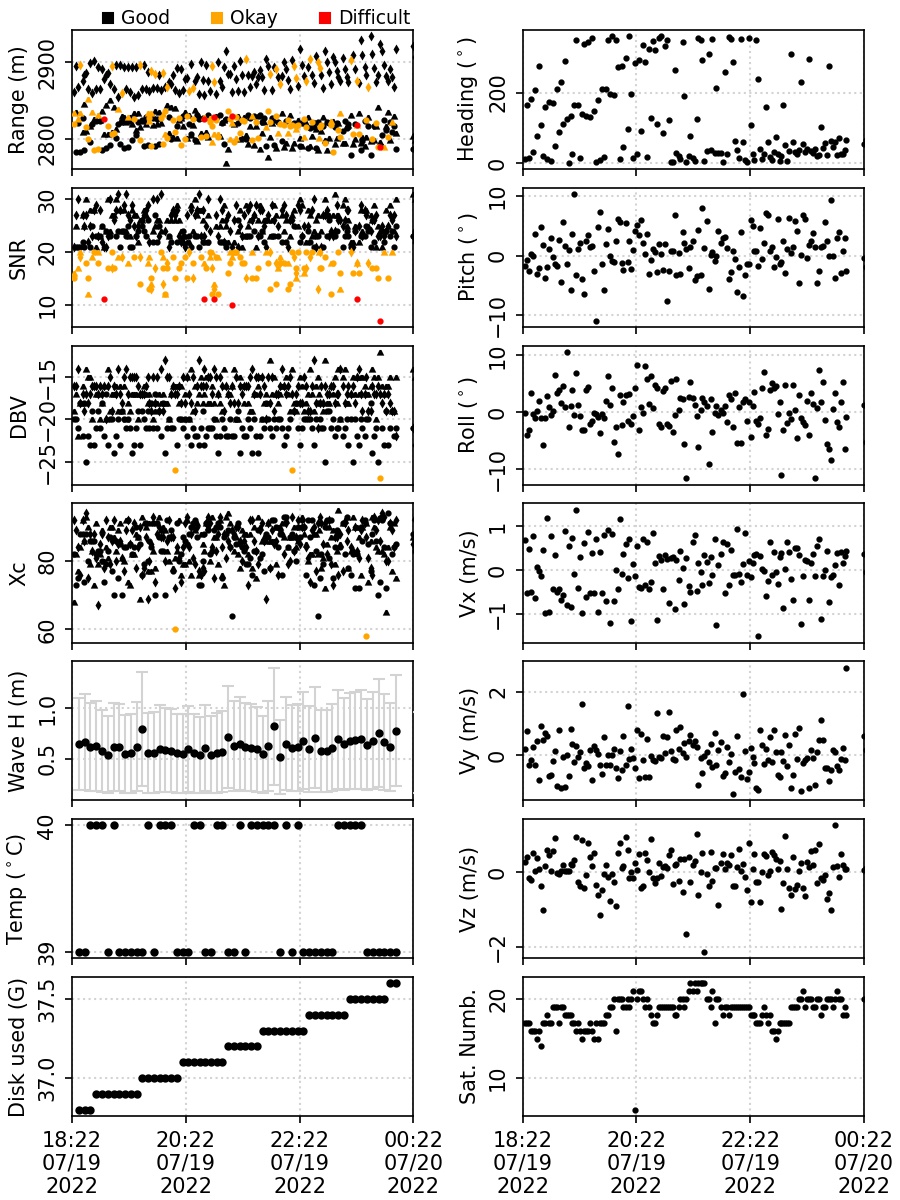 Good Okay Difficult
Range (m) 2900 2800
Heading (°) 200 0
SNR 30 20 10
Pitch (°) 10 0 −10
DBV −15 −20 −25
Roll (°) 10 0 −10
Xc 80 60
Vx (m/s) 1 0 −1
Wave H (m) 1.0 0.5
Vy (m/s) 2 0
Temp (°C) 40 39
Vz (m/s) 0 −2
Disk used (G) 37.5 37.0
Sat. Numb. 20 10
18:22 20:22 22:22 00:22 18:22 20:22 22:22 00:22
07/19 07/19 07/19 07/20 07/19 07/19 07/19 07/20
2022 2022 2022 2022 2022 2022 2022 2022